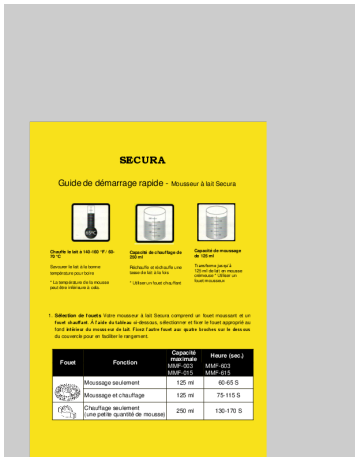 SECURA
Guide de démarrage rapide - Mousseur à lait Secura
Chauffe le lait à 140-160 °F/ 60-
70 °C
Savourer le lait à la bonne
température pour boire
* La température de la mousse
peut être inférieure à cela.
Capacité de chauffage de
250 ml
Réchauffe si réchauffe une
tasse de lait à la fois
* Utiliser un fouet chauffant
Capacité de mousse
de 125 ml
Transforme jusqu'à
125 ml de lait en mousse
crémeuse * Utiliser un
fouet mousseur
1. Sélection de fouets Votre mousseur à lait Secura comprend un fouet moussant et un
fouet chauffant. À l'aide du tableau ci-dessous, sélectionner et fixer le fouet approprié au
fond intérieur du mousseur de lait. Fixez l'autre fouet aux quatre broches sur le dessous
du couvercle pour en faciliter le rangement.
Fouet
Fonction
Capacité
maximale
MMF-003
MMF-015
Heure (sec.)
MMF-603
MMF-615
Moussage seulement
125 ml
60-65 S
Moussage et chauffage
125 ml
75-115 S
Chauffage seulement
(une petite quantité de mousse)
250 ml
130-170 S